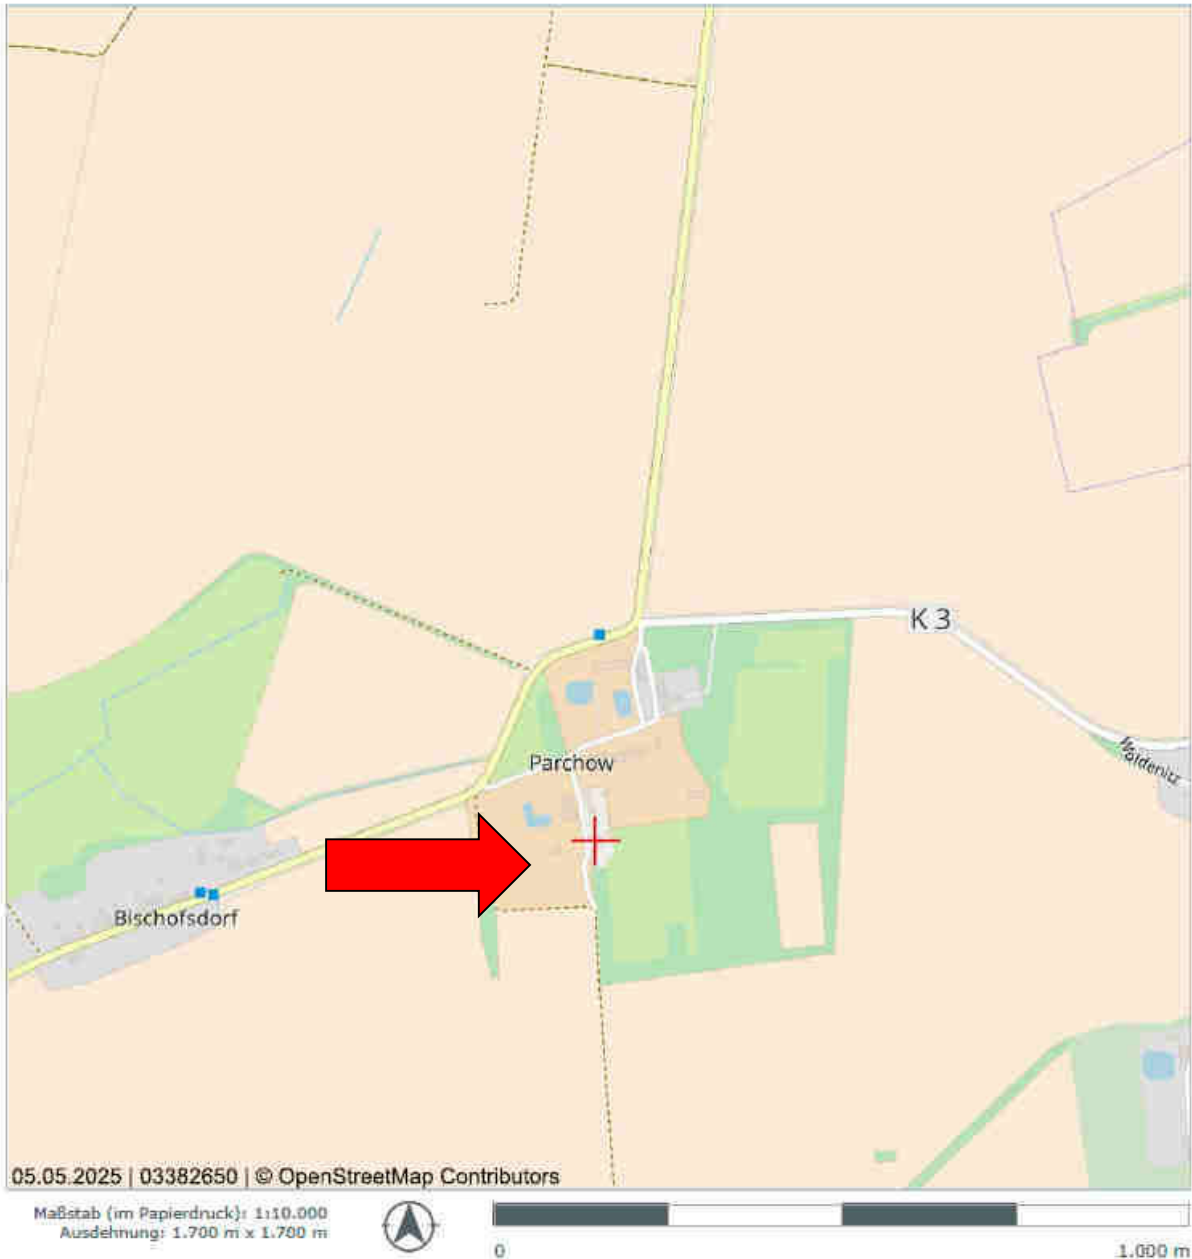 K 3
Parchow
Woldenitz
Bischofsdorf
05.05.2025 | 03382650 | © OpenStreetMap Contributors
Maßstab (im Papierdruck): 1:10.000
Ausdehnung: 1.700 m x 1.700 m
0
1.000 m